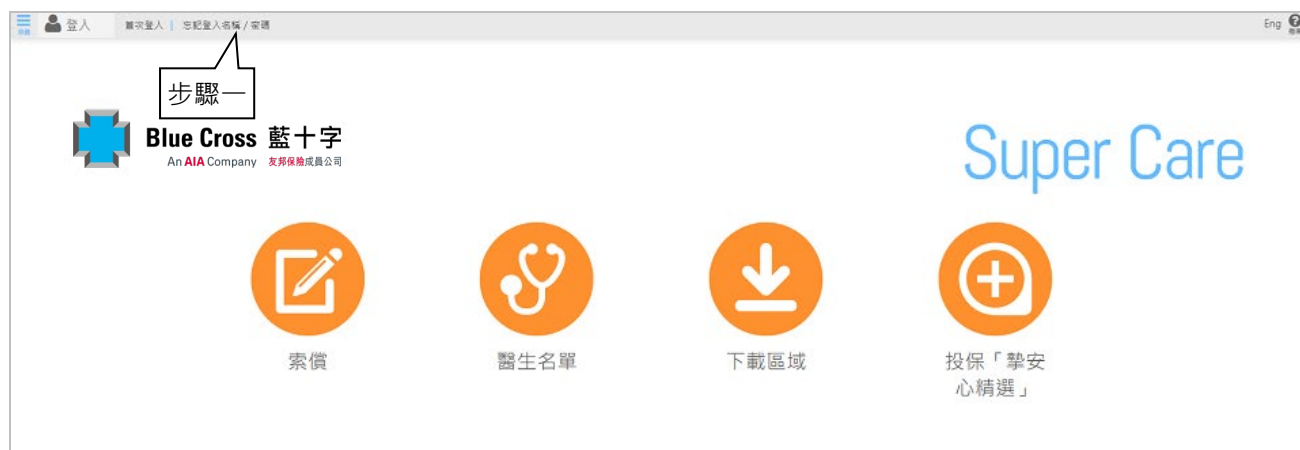 登入 首次登入 | 忘記登入名稱 / 密碼 Eng
步驟一
Blue Cross 藍十字
An AIA Company 友邦保險成員公司
Super Care
索償 醫生名單 下載區域 投保「摯安
心精選」